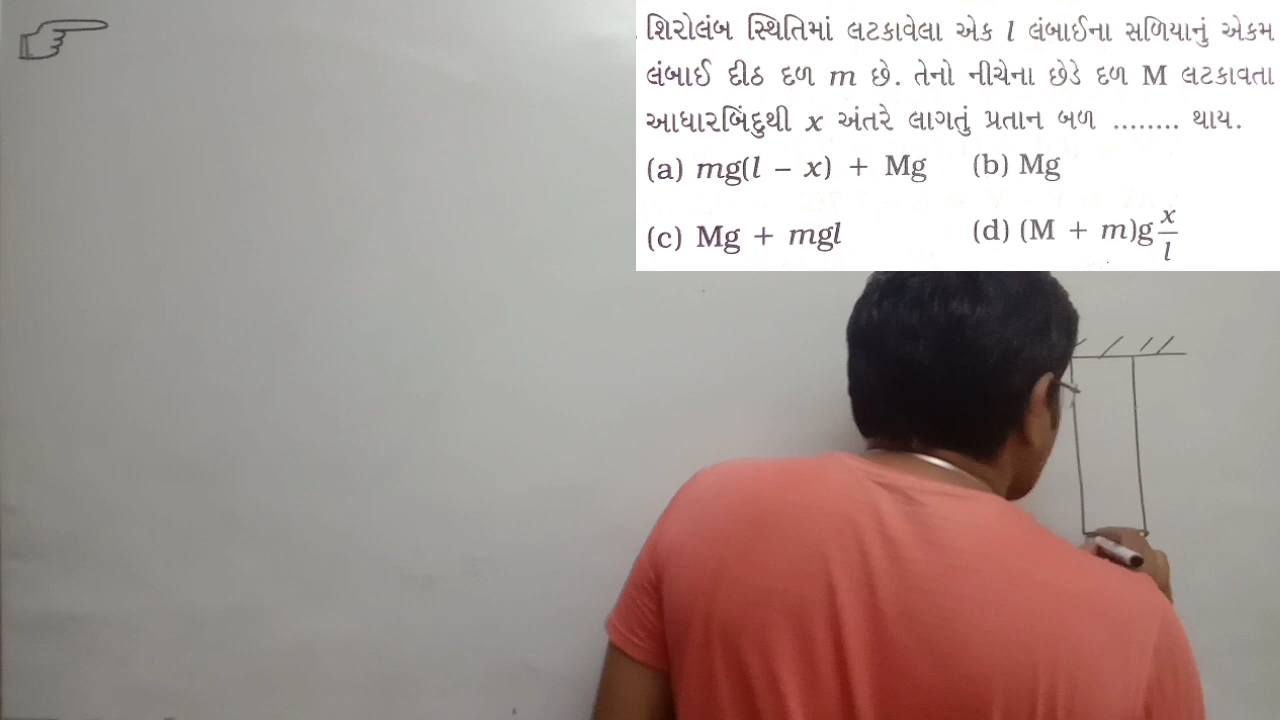 શિરોલંબ સ્થિતિમાં લટકાવેલા એક l લંબાઈના સળિયાનું એકમ
લંબાઈ દીઠ દળ m છે. તેનો નીચેના છેડે દળ M લટકાવતા
આધારબિંદુથી x અંતરે લાગતું પ્રતાન બળ ........ થાય.
(a) mg(l – x) + Mg (b) Mg
(c) Mg + mgl (d) (M + m)g x/l